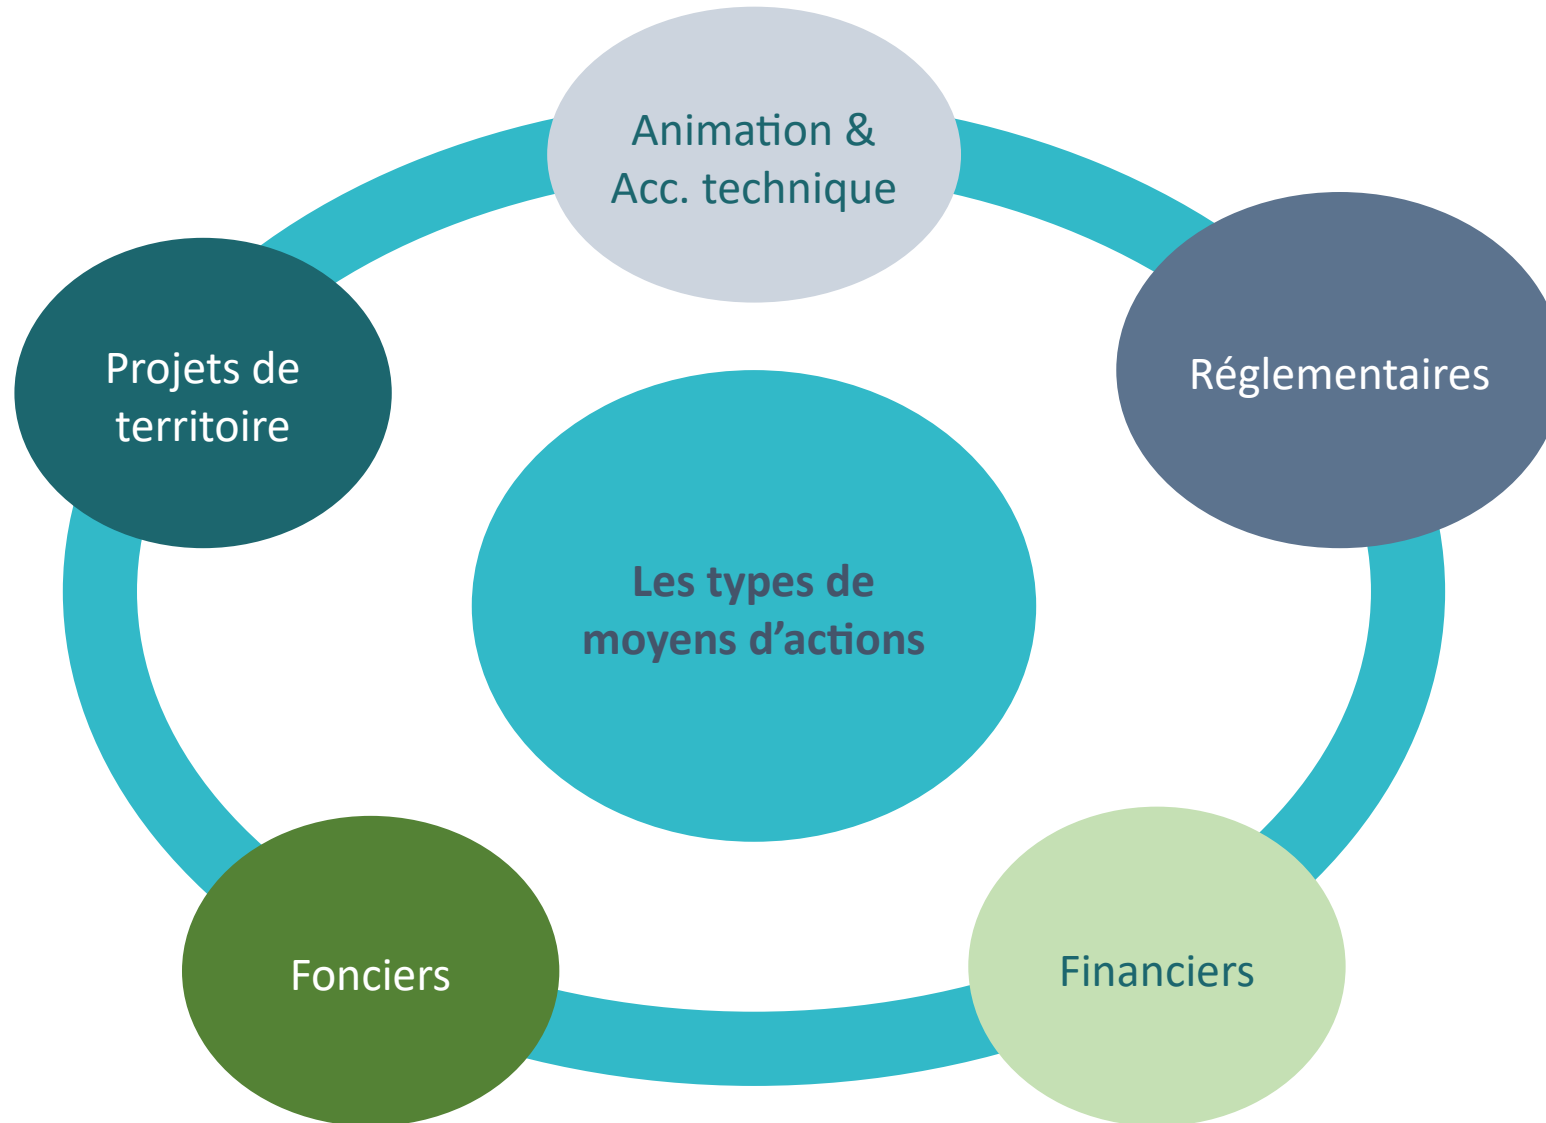 Animation &
Acc. technique
Projets de
territoire
Réglementaires
Les types de
moyens d’actions
Fonciers
Financiers